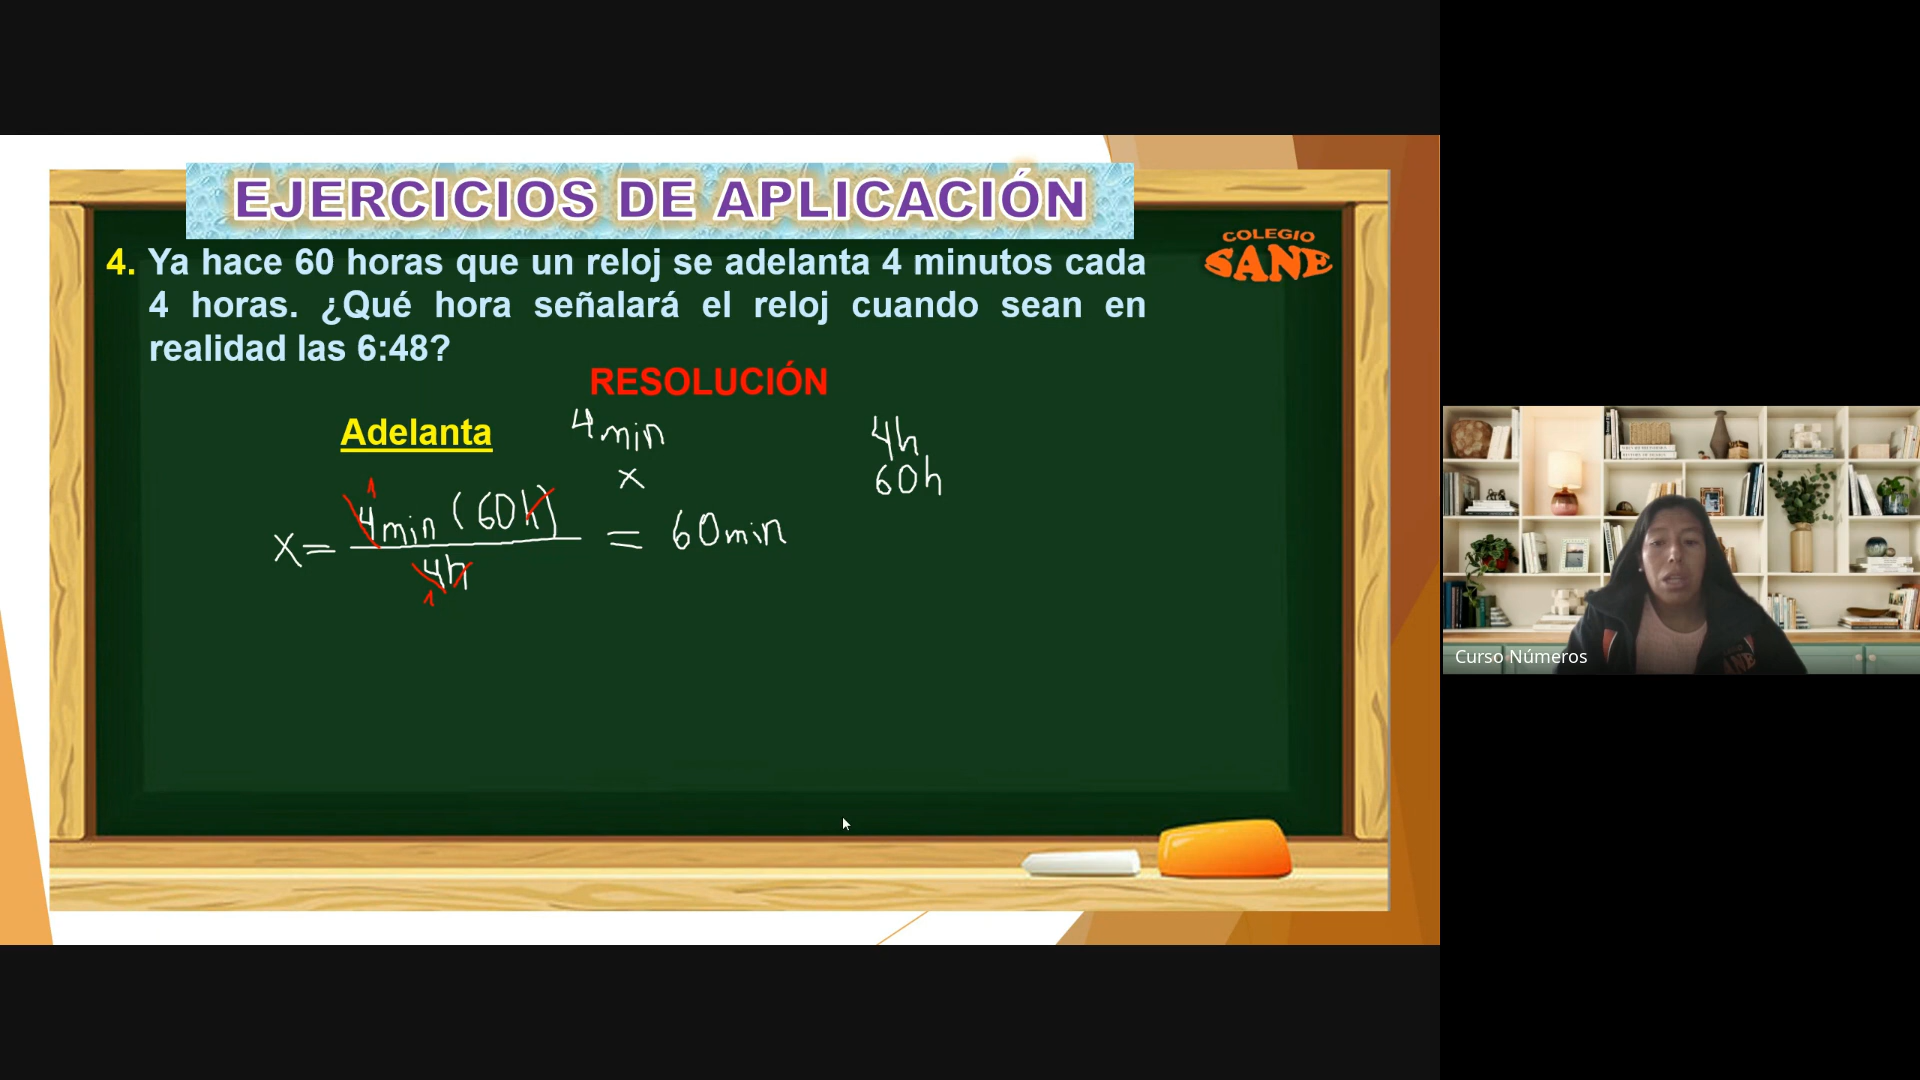 EJERCICIOS DE APLICACIÓN
COLEGIO
SANE
4. Ya hace 60 horas que un reloj se adelanta 4 minutos cada
4 horas. ¿Qué hora señalará el reloj cuando sean en
realidad las 6:48?
RESOLUCIÓN
Adelanta 4min 4h
x 60h
1
x= 4min (60h) = 60min
4h
1
Curso Números